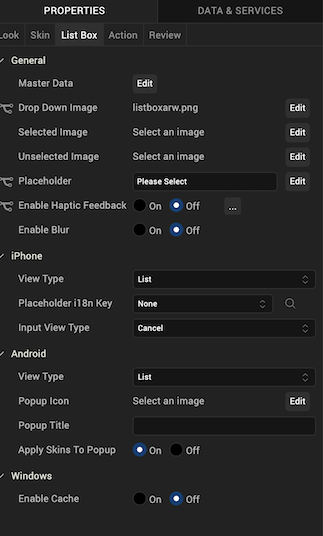 PROPERTIES DATA & SERVICES
Look Skin List Box Action Review
General
Master Data Edit
Drop Down Image listboxarw.png Edit
Selected Image Select an image Edit
Unselected Image Select an image Edit
Placeholder Please Select Edit
Enable Haptic Feedback On Off ...
Enable Blur On Off
iPhone
View Type List
Placeholder i18n Key None
Input View Type Cancel
Android
View Type List
Popup Icon Select an image Edit
Popup Title
Apply Skins To Popup On Off
Windows
Enable Cache On Off